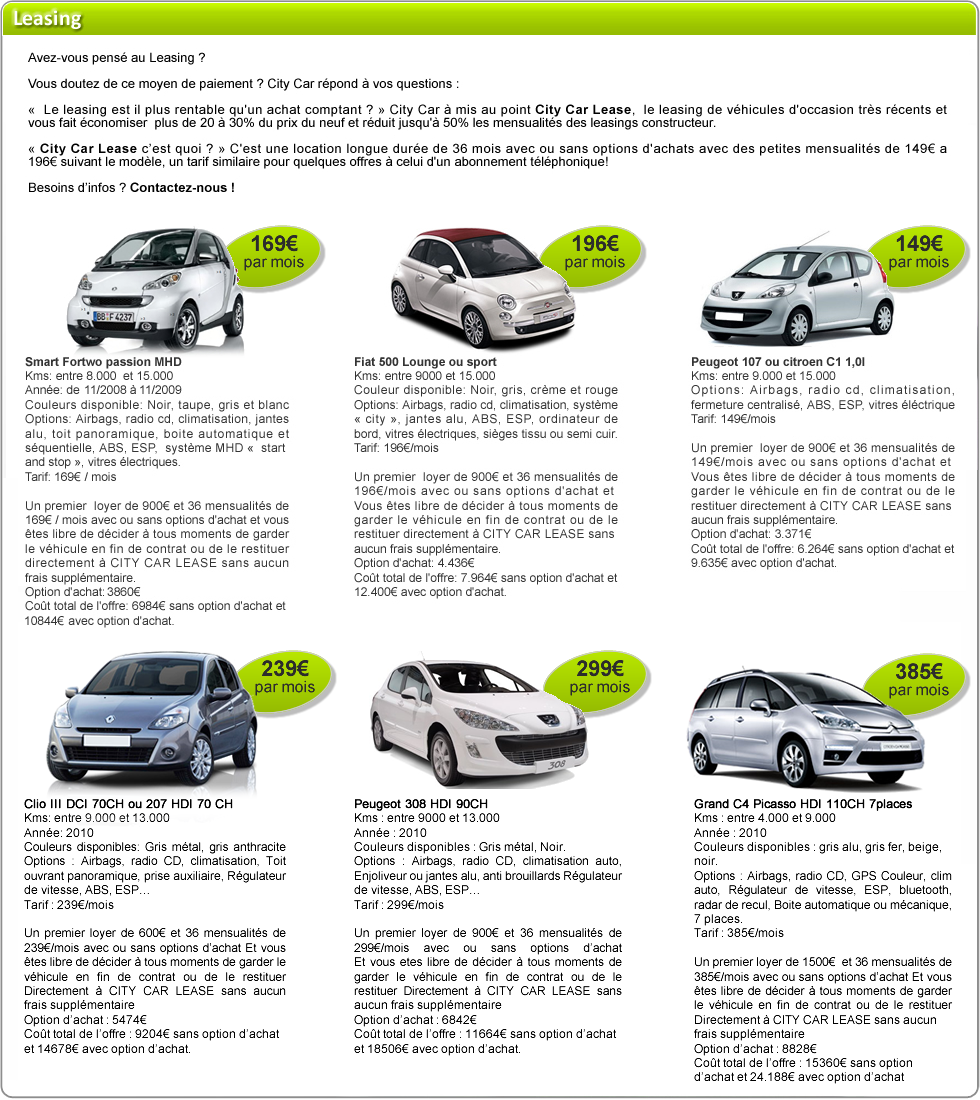 Leasing
Avez-vous pensé au Leasing ?
Vous doutez de ce moyen de paiement ? City Car répond à vos questions :
«  Le leasing est il plus rentable qu'un achat comptant ? » City Car à mis au point City Car Lease,  le leasing de véhicules d'occasion très récents et
vous fait économiser  plus de 20 à 30% du prix du neuf et réduit jusqu'à 50% les mensualités des leasings constructeur.
« City Car Lease c’est quoi ? » C'est une location longue durée de 36 mois avec ou sans options d'achats avec des petites mensualités de 149€ a
196€ suivant le modèle, un tarif similaire pour quelques offres à celui d'un abonnement téléphonique!
Besoins d’infos ? Contactez-nous !
169€
par mois
BB F 4237
Smart Fortwo passion MHD
Kms: entre 8.000  et 15.000
Année: de  11/2008 à 11/2009
Couleurs disponible: Noir, taupe, gris et blanc
Options: Airbags, radio cd, climatisation, jantes
alu, toit panoramique, boite automatique et
séquentielle, ABS, ESP,  système MHD «  start
and stop », vitres électriques.
Tarif: 169€ / mois
Un premier  loyer de 900€ et 36 mensualités de
169€ / mois avec ou sans options d'achat et vous
êtes libre de décider à tous moments de garder
le véhicule en fin de contrat ou de le restituer
directement à CITY CAR LEASE sans aucun
frais supplémentaire.
Option d'achat: 3860€
Coût total de l'offre: 6984€ sans option d'achat et
10844€ avec option d'achat.
196€
par mois
Fiat 500 Lounge ou sport
Kms: entre 9000 et 15.000
Couleur disponible: Noir, gris, crème et rouge
Options: Airbags, radio cd, climatisation, système
« city », jantes alu, ABS, ESP, ordinateur de
bord, vitres électriques, sièges tissu ou semi cuir.
Tarif: 196€/mois
Un premier  loyer de 900€ et 36 mensualités de
196€/mois avec ou sans options d'achat et
Vous êtes libre de décider à tous moments de
garder le véhicule en fin de contrat ou de le
restituer directement à CITY CAR LEASE sans
aucun frais supplémentaire.
Option d'achat: 4.436€
Coût total de l'offre: 7.964€ sans option d'achat et
12.400€ avec option d'achat.
149€
par mois
Peugeot 107 ou citroen C1 1,0l
Kms: entre 9.000 et 15.000
Options: Airbags, radio cd, climatisation,
fermeture centralisé, ABS, ESP, vitres éléctrique
Tarif: 149€/mois
Un premier  loyer de 900€ et 36 mensualités de
149€/mois avec ou sans options d'achat et
Vous êtes libre de décider à tous moments de
garder le véhicule en fin de contrat ou de le
restituer directement à CITY CAR LEASE sans
aucun frais supplémentaire.
Option d'achat: 3.371€
Coût total de l'offre: 6.264€ sans option d'achat et
9.635€ avec option d'achat.
239€
par mois
Clio III DCI 70CH ou 207 HDI 70 CH
Kms: entre 9.000 et 13.000
Année: 2010
Couleurs disponibles: Gris métal, gris anthracite
Options : Airbags, radio CD, climatisation, Toit
ouvrant panoramique, prise auxiliaire, Régulateur
de vitesse, ABS, ESP…
Tarif : 239€/mois
Un premier loyer de 600€ et 36 mensualités de
239€/mois avec ou sans options d’achat Et vous
êtes libre de décider à tous moments de garder le
véhicule en fin de contrat ou de le restituer
Directement à CITY CAR LEASE sans aucun
frais supplémentaire
Option d’achat : 5474€
Coût total de l’offre : 9204€ sans option d’achat
et 14678€ avec option d’achat.
299€
par mois
308
Peugeot 308 HDI 90CH
Kms : entre 9000 et 13.000
Année : 2010
Couleurs disponibles : Gris métal, Noir.
Options : Airbags, radio CD, climatisation auto,
Enjoliveur ou jantes alu, anti brouillards Régulateur
de vitesse, ABS, ESP…
Tarif : 299€/mois
Un premier loyer de 900€ et 36 mensualités de
299€/mois avec ou sans options d’achat
Et vous etes libre de décider à tous moments de
garder le véhicule en fin de contrat ou de le
restituer Directement à CITY CAR LEASE sans
aucun frais supplémentaire
Option d’achat : 6842€
Coût total de l’offre : 11664€ sans option d’achat
et 18506€ avec option d’achat.
385€
par mois
Grand C4 Picasso HDI 110CH 7places
Kms : entre 4.000 et 9.000
Année : 2010
Couleurs disponibles : gris alu, gris fer, beige,
noir.
Options : Airbags, radio CD, GPS Couleur, clim
auto, Régulateur de vitesse, ESP, bluetooth,
radar de recul, Boite automatique ou mécanique,
7 places.
Tarif : 385€/mois
Un premier loyer de 1500€  et 36 mensualités de
385€/mois avec ou sans options d’achat Et vous
êtes libre de décider à tous moments de garder
le véhicule en fin de contrat ou de le restituer
Directement à CITY CAR LEASE sans aucun
frais supplémentaire
Option d’achat : 8828€
Coût total de l’offre : 15360€ sans option
d’achat et 24.188€ avec option d’achat